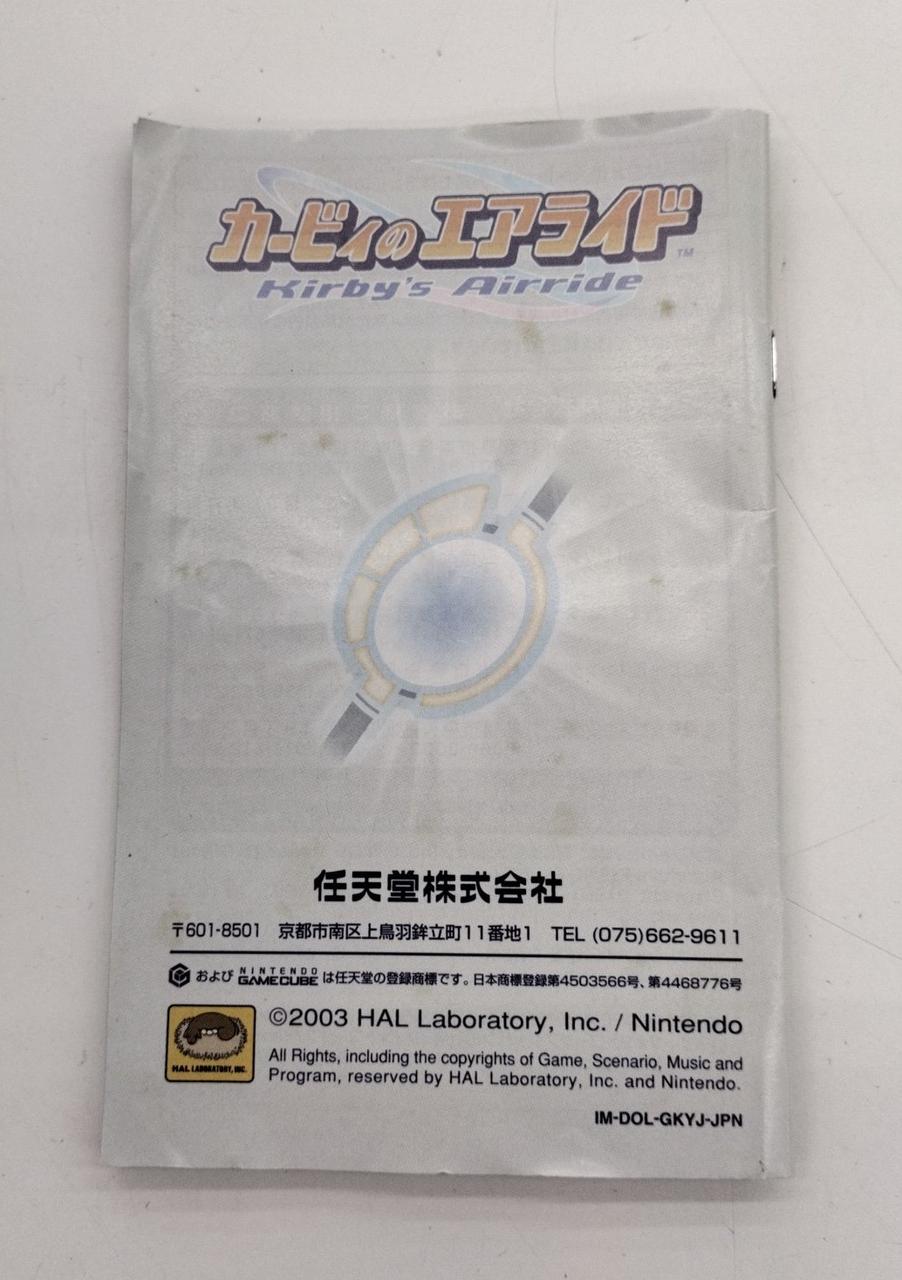 カービィのエアライド™
Kirby's Airride
任天堂株式会社
〒601-8501 京都市南区上鳥羽鉾立町11番地1 TEL (075)662-9611
および NINTENDO GAMECUBE は任天堂の登録商標です。日本商標登録第4503566号、第4468776号
©2003 HAL Laboratory, Inc. / Nintendo
HAL LABORATORY, INC.
All Rights, including the copyrights of Game, Scenario, Music and
Program, reserved by HAL Laboratory, Inc. and Nintendo.
IM-DOL-GKYJ-JPN